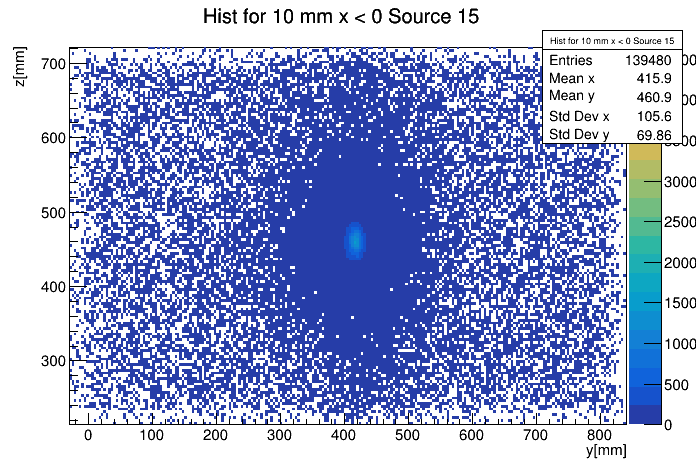 Hist for 10 mm x < 0 Source 15
Hist for 10 mm x < 0 Source 15
Entries 139480
Mean x 415.9
Mean y 460.9
Std Dev x 105.6
Std Dev y 69.86
z[mm]
700
600
500
400
300
0 100 200 300 400 500 600 700 800
y[mm]
3000
2500
2000
1500
1000
500
0